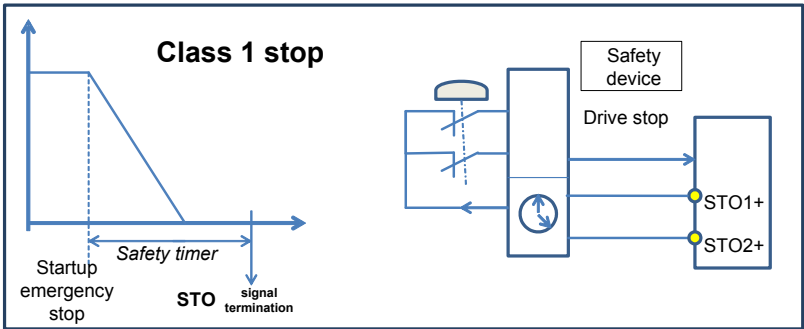 Class 1 stop
Safety timer
Startup
emergency
stop
STO
signal
termination
Safety
device
Drive stop
STO1+
STO2+